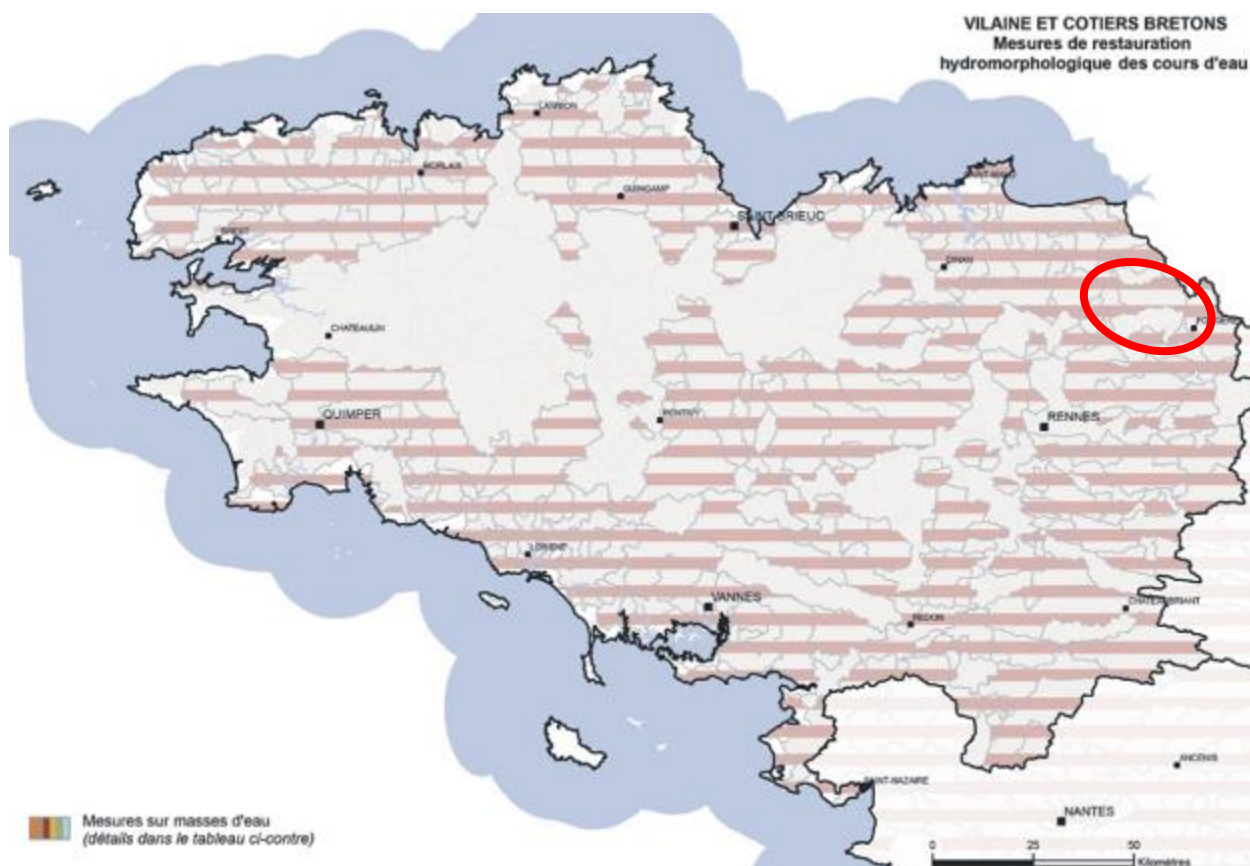 VILAINE ET COTIERS BRETONS
Mesures de restauration
hydromorphologique des cours d'eau
LANNION
MORLAIX
GUINGAMP
SAINT-BRIEUC
BREST
DINAN
CHATEAULIN
QUIMPER
PONTIVY
RENNES
LORIENT
VANNES
REDON
CHATEAUBRIANT
ANCENIS
SAINT-NAZAIRE
NANTES
Mesures sur masses d'eau
(détails dans le tableau ci-contre)
0 25 50
Kilomètres